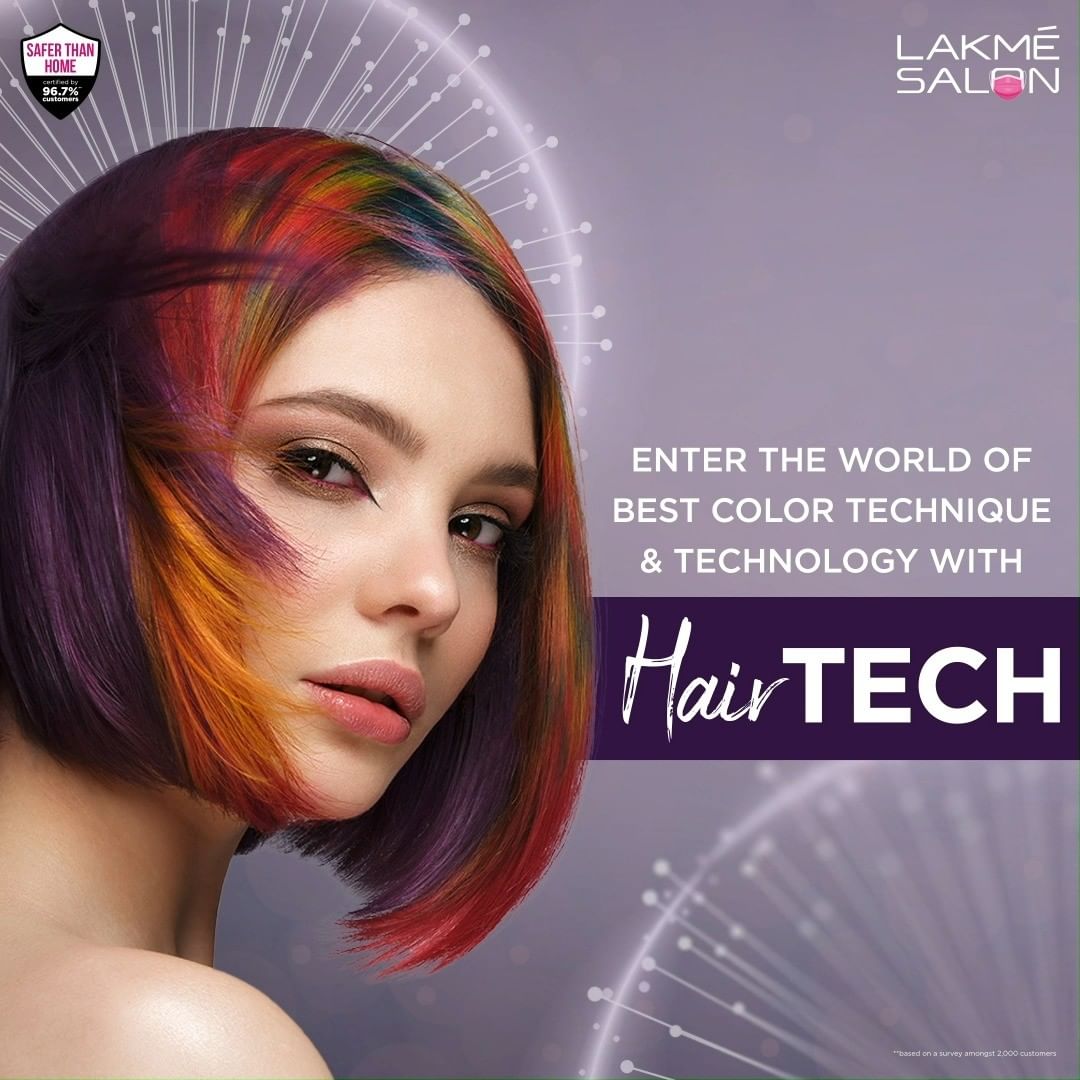 SAFER THAN
HOME
certified by
96.7%**
customers
LAKMÉ
SALON
ENTER THE WORLD OF
BEST COLOR TECHNIQUE
& TECHNOLOGY WITH
HairTECH
**based on a survey amongst 2,000 customers